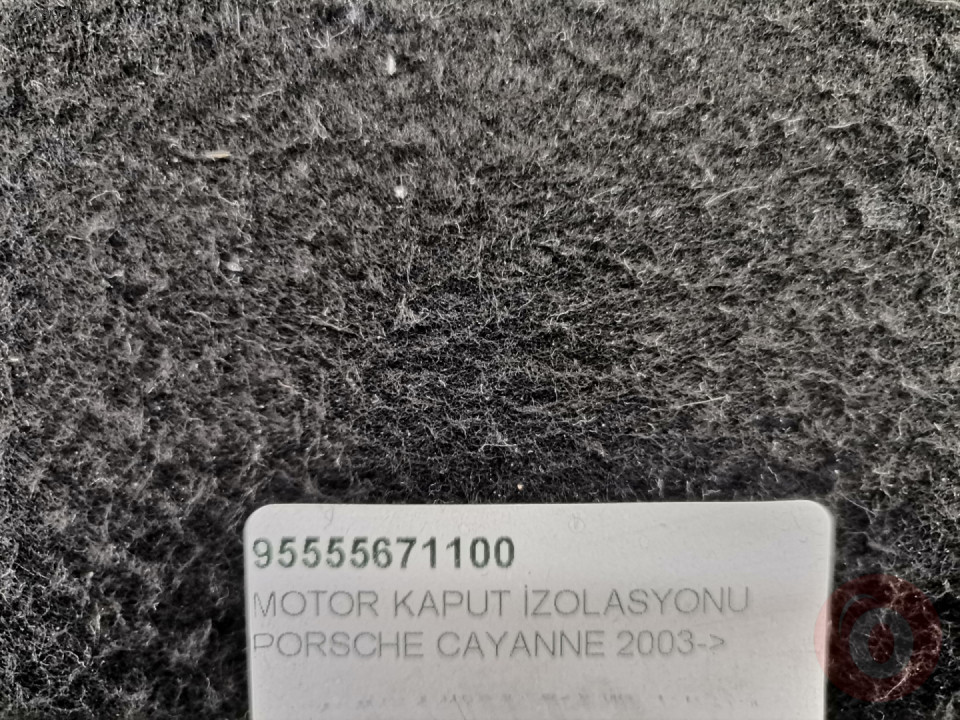 95555671100
MOTOR KAPUT İZOLASYONU
PORSCHE CAYANNE 2003->